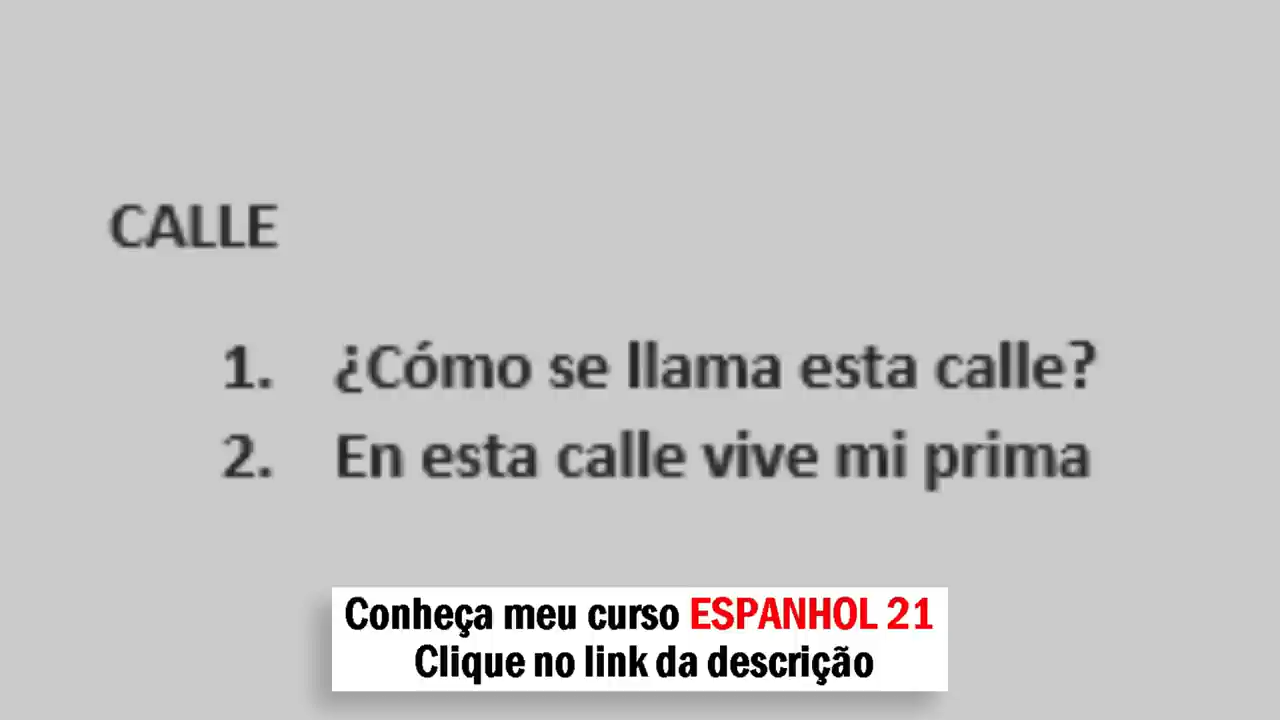 CALLE
1. ¿Cómo se llama esta calle?
2. En esta calle vive mi prima
Conheça meu curso ESPANHOL 21
Clique no link da descrição